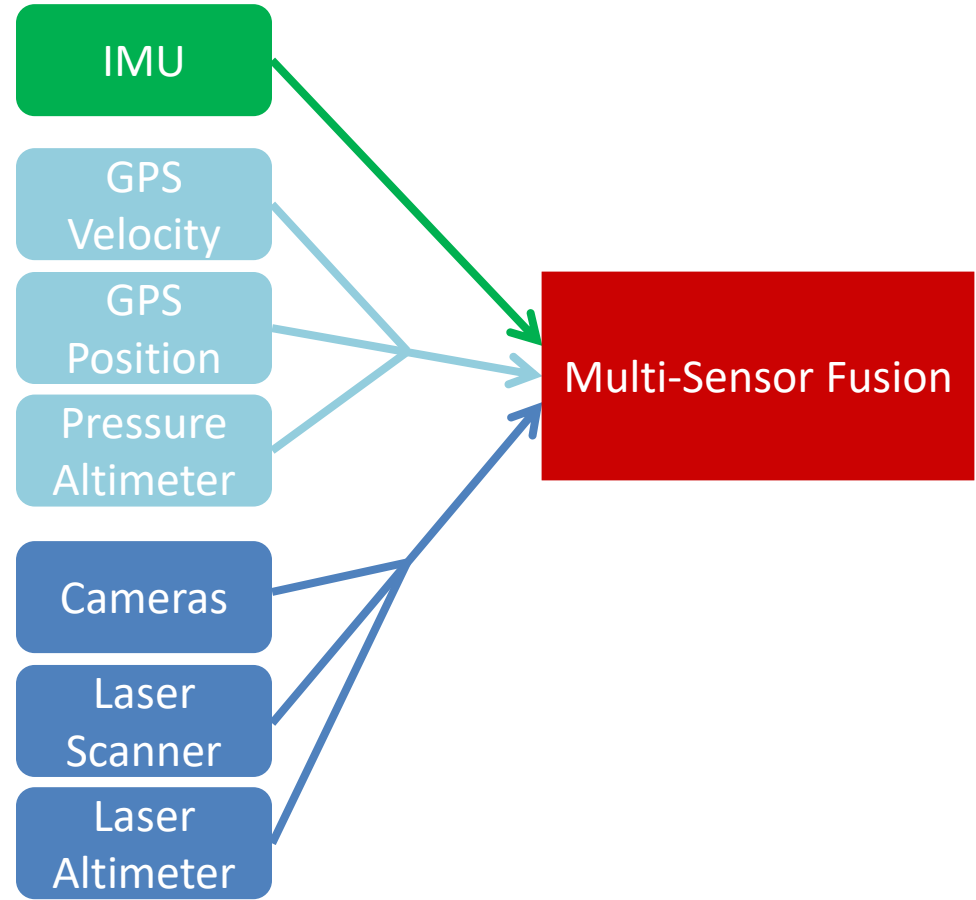 IMU
GPS
Velocity
GPS
Position
Pressure
Altimeter
Multi-Sensor Fusion
Cameras
Laser
Scanner
Laser
Altimeter